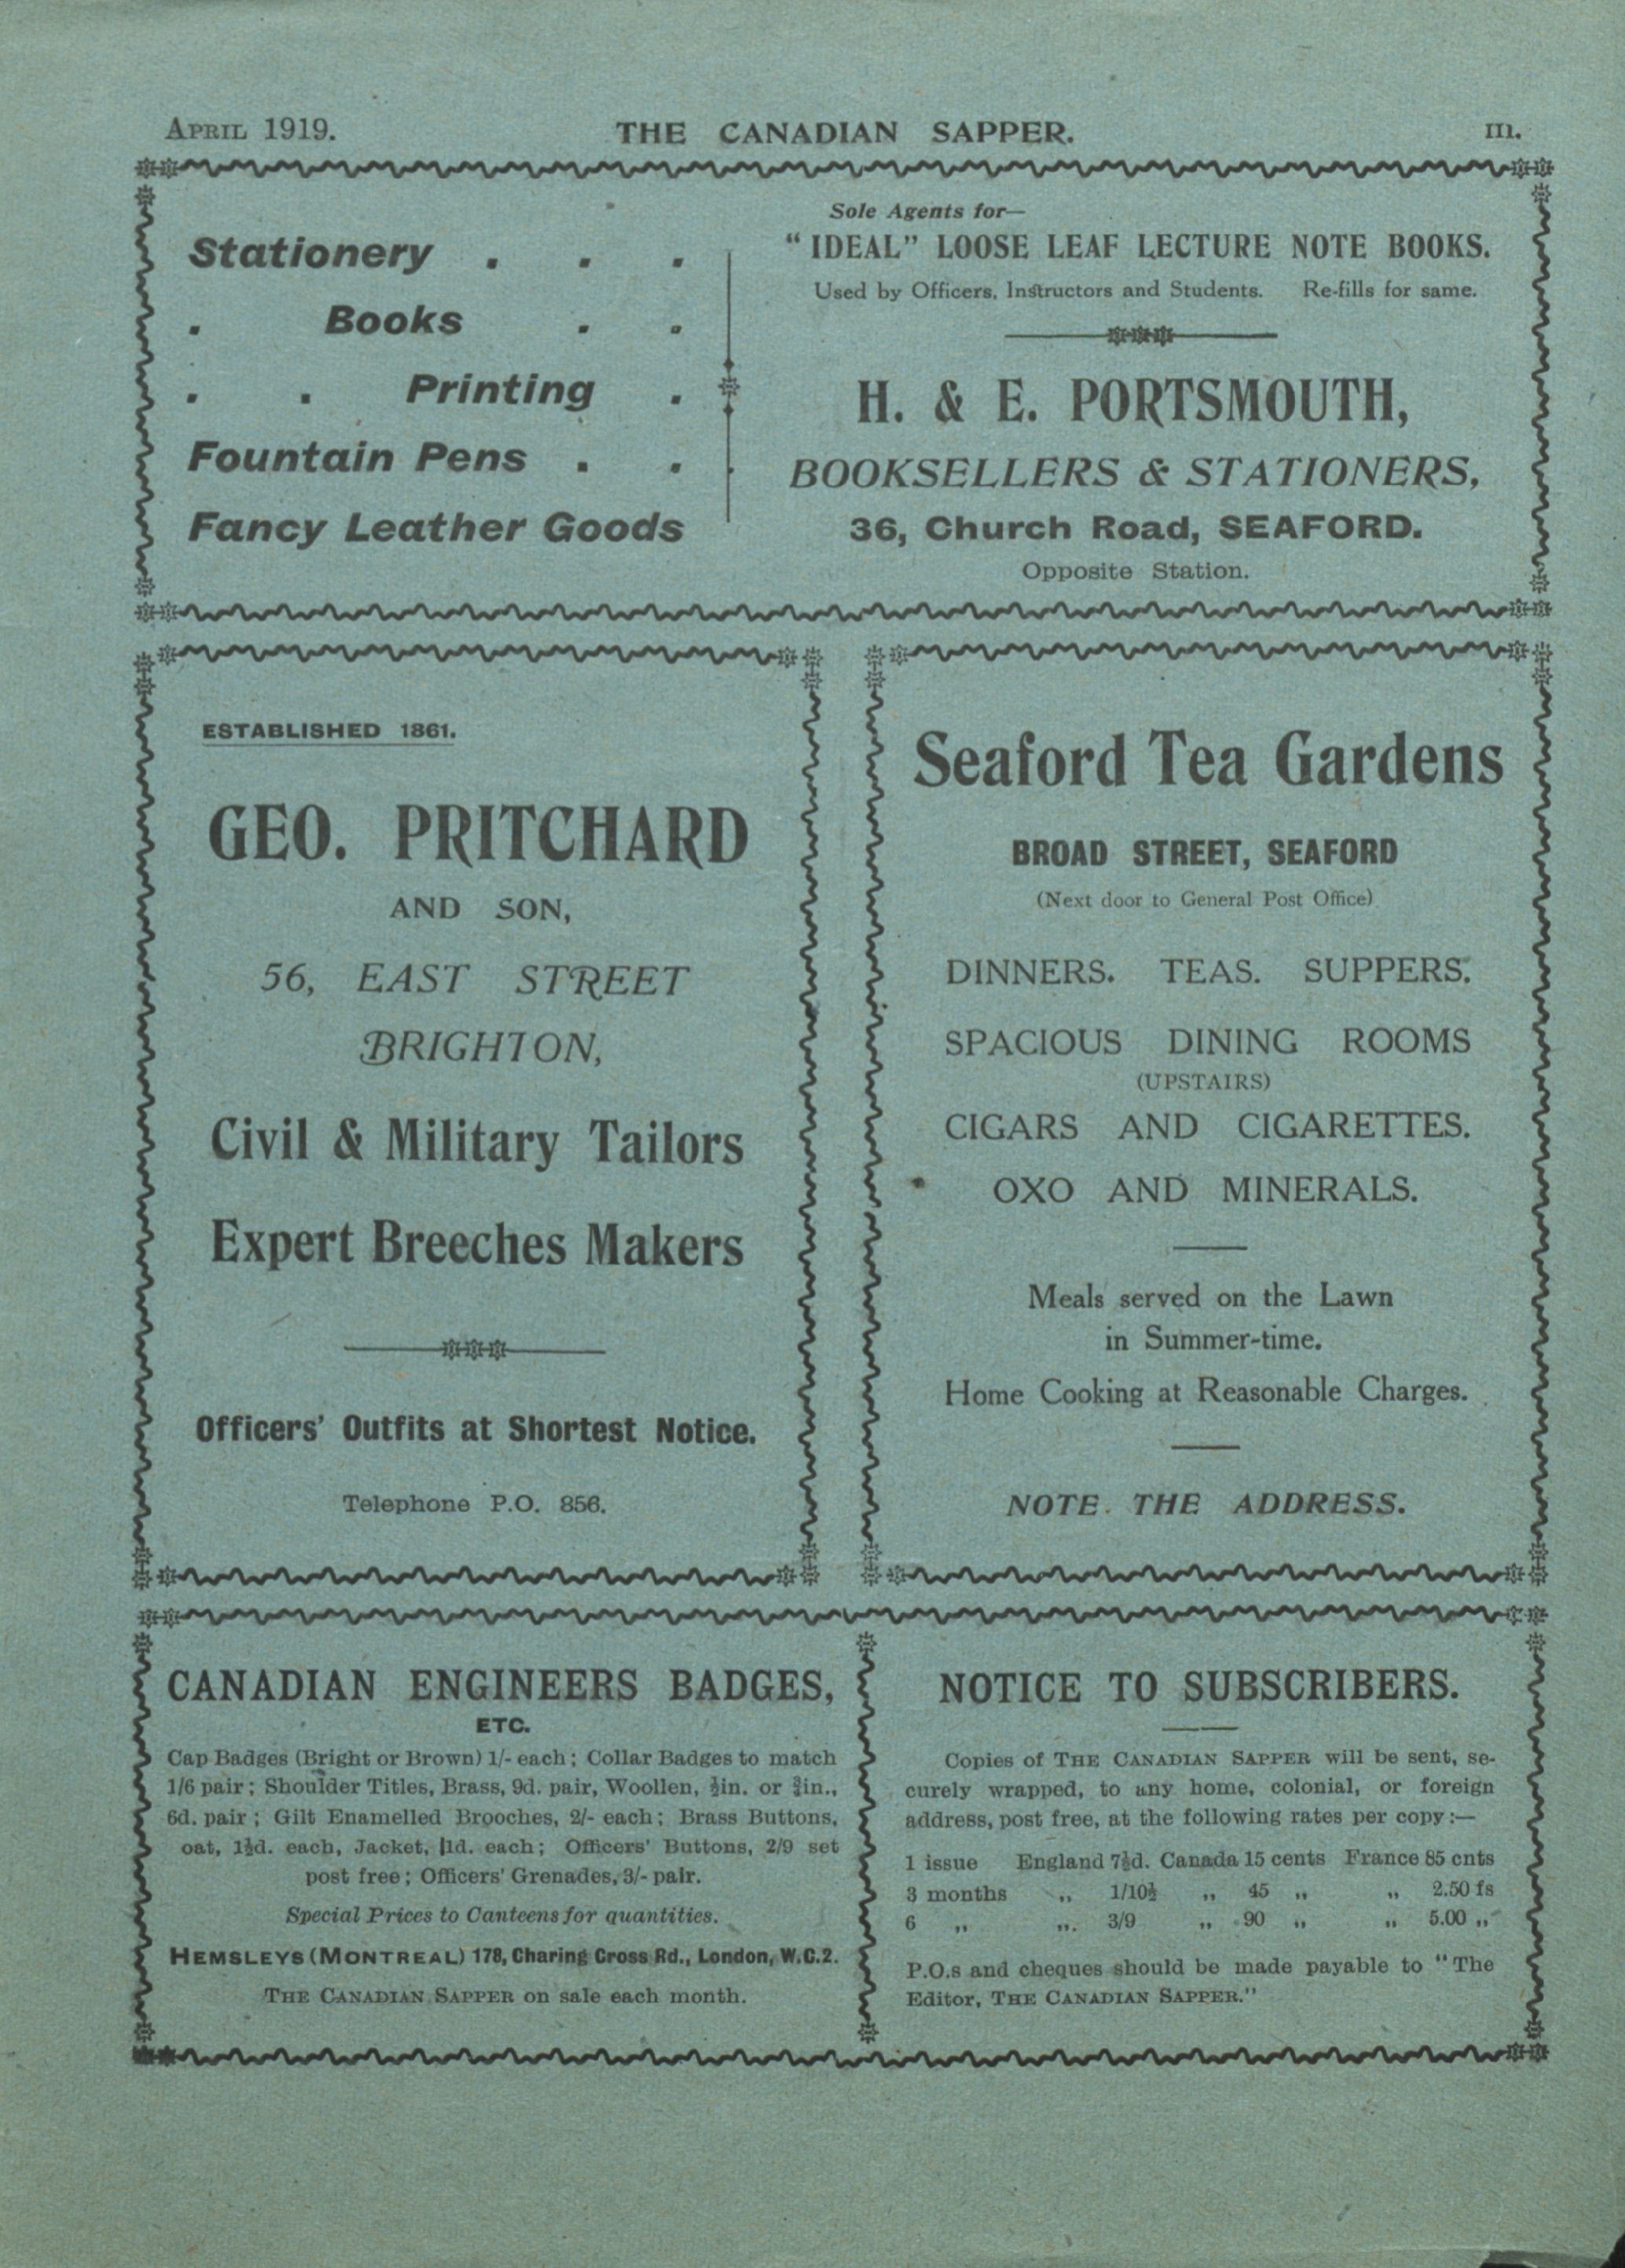 APRIL 1919. THE CANADIAN SAPPER. III.
Stationery . . .
. Books . .
. . Printing .
Fountain Pens . . .
Fancy Leather Goods
Sole Agents for—
"IDEAL" LOOSE LEAF LECTURE NOTE BOOKS.
Used by Officers, Instructors and Students. Re-fills for same.
H. & E. PORTSMOUTH,
BOOKSELLERS & STATIONERS,
36, Church Road, SEAFORD.
Opposite Station.
ESTABLISHED 1861.
GEO. PRITCHARD
AND SON,
56, EAST STREET
BRIGHTON,
Civil & Military Tailors
Expert Breeches Makers
Officers' Outfits at Shortest Notice.
Telephone P.O. 856.
Seaford Tea Gardens
BROAD STREET, SEAFORD
(Next door to General Post Office)
DINNERS. TEAS. SUPPERS.
SPACIOUS DINING ROOMS
(UPSTAIRS)
CIGARS AND CIGARETTES.
OXO AND MINERALS.
Meals served on the Lawn
in Summer-time.
Home Cooking at Reasonable Charges.
NOTE THE ADDRESS.
CANADIAN ENGINEERS BADGES,
ETC.
Cap Badges (Bright or Brown) 1/- each; Collar Badges to match
1/6 pair; Shoulder Titles, Brass, 9d. pair, Woollen, ½in. or ¾in.,
6d. pair; Gilt Enamelled Brooches, 2/- each; Brass Buttons,
oat, 1½d. each, Jacket, 1d. each; Officers' Buttons, 2/9 set
post free; Officers' Grenades, 3/- pair.
Special Prices to Canteens for quantities.
HEMSLEYS (MONTREAL) 178, Charing Cross Rd., London, W.C.2.
THE CANADIAN SAPPER on sale each month.
NOTICE TO SUBSCRIBERS.
Copies of THE CANADIAN SAPPER will be sent, se-
curely wrapped, to any home, colonial, or foreign
address, post free, at the following rates per copy:—
1 issue England 7½d. Canada 15 cents France 85 cnts
3 months ,, 1/10½ ,, 45 ,, ,, 2.50 fs
6 ,, ,, 3/9 ,, 90 ,, ,, 5.00 ,,
P.O.s and cheques should be made payable to "The
Editor, THE CANADIAN SAPPER."